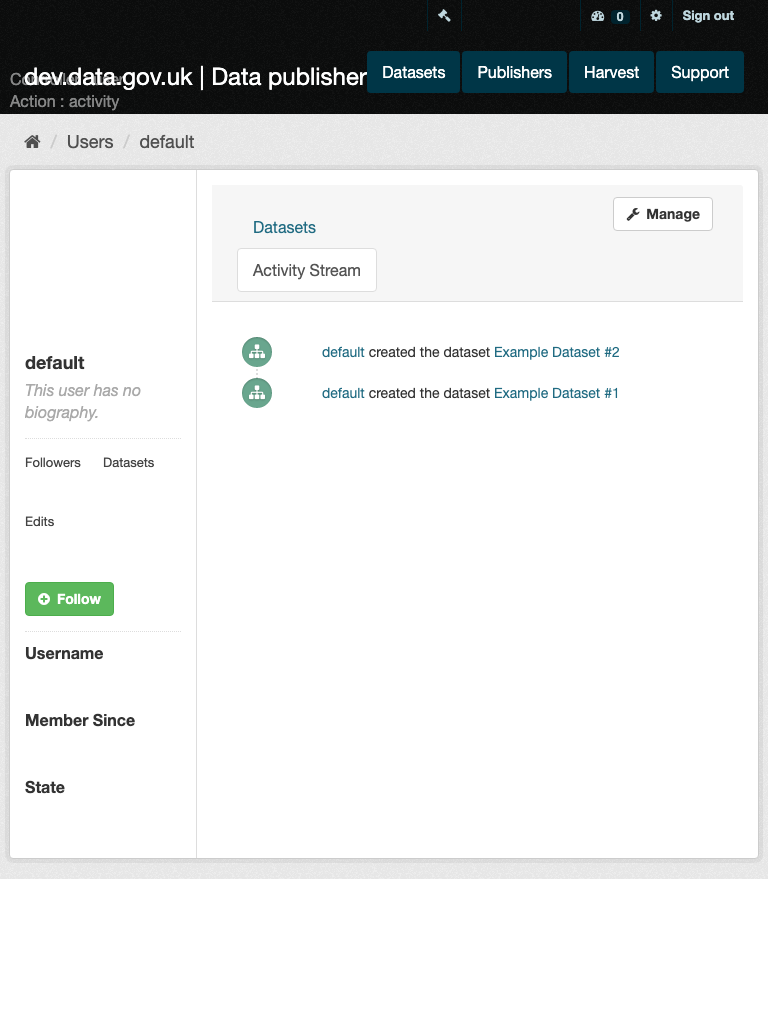 0 Sign out
Controller : user
dev.data.gov.uk | Data publisher
Datasets Publishers Harvest Support
Action : activity
/ Users / default
Datasets
Manage
Activity Stream
default
This user has no
biography.
Followers Datasets
Edits
Follow
Username
Member Since
State
default created the dataset Example Dataset #2
default created the dataset Example Dataset #1